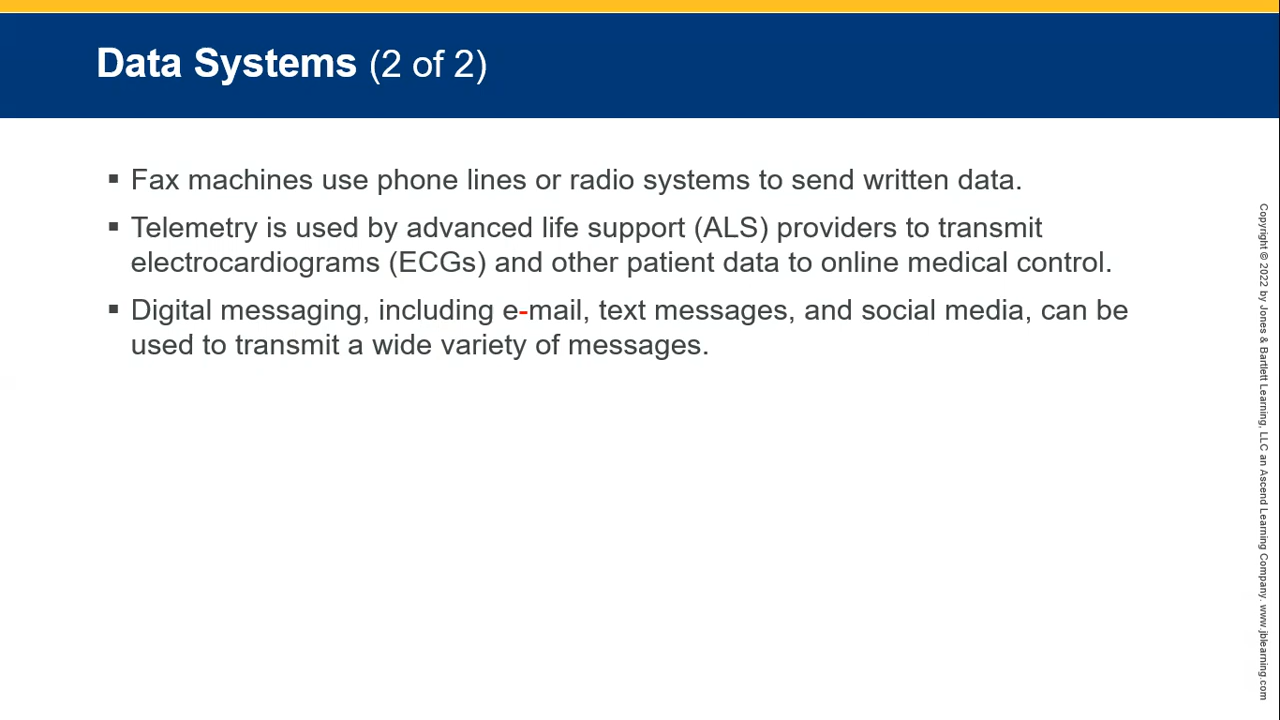 Data Systems (2 of 2)
▪ Fax machines use phone lines or radio systems to send written data.
▪ Telemetry is used by advanced life support (ALS) providers to transmit
electrocardiograms (ECGs) and other patient data to online medical control.
▪ Digital messaging, including e-mail, text messages, and social media, can be
used to transmit a wide variety of messages.
Copyright © 2022 by Jones & Bartlett Learning, LLC an Ascend Learning Company. www.jblearning.com